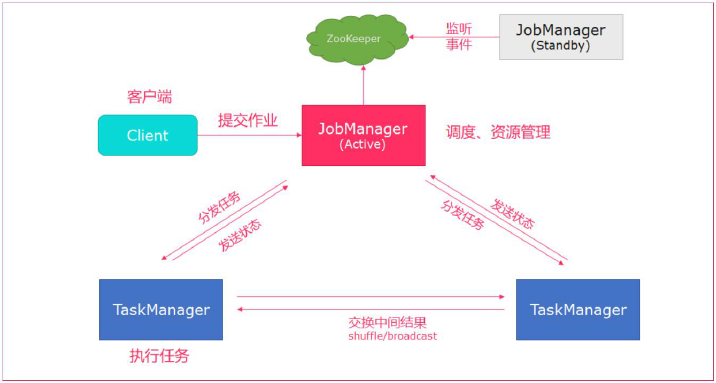 ZooKeeper
监听
事件
JobManager
(Standby)
客户端
Client
提交作业
JobManager
(Active)
调度、资源管理
分发任务
发送状态
发送状态
分发任务
TaskManager
执行任务
交换中间结果
shuffle/broadcast
TaskManager